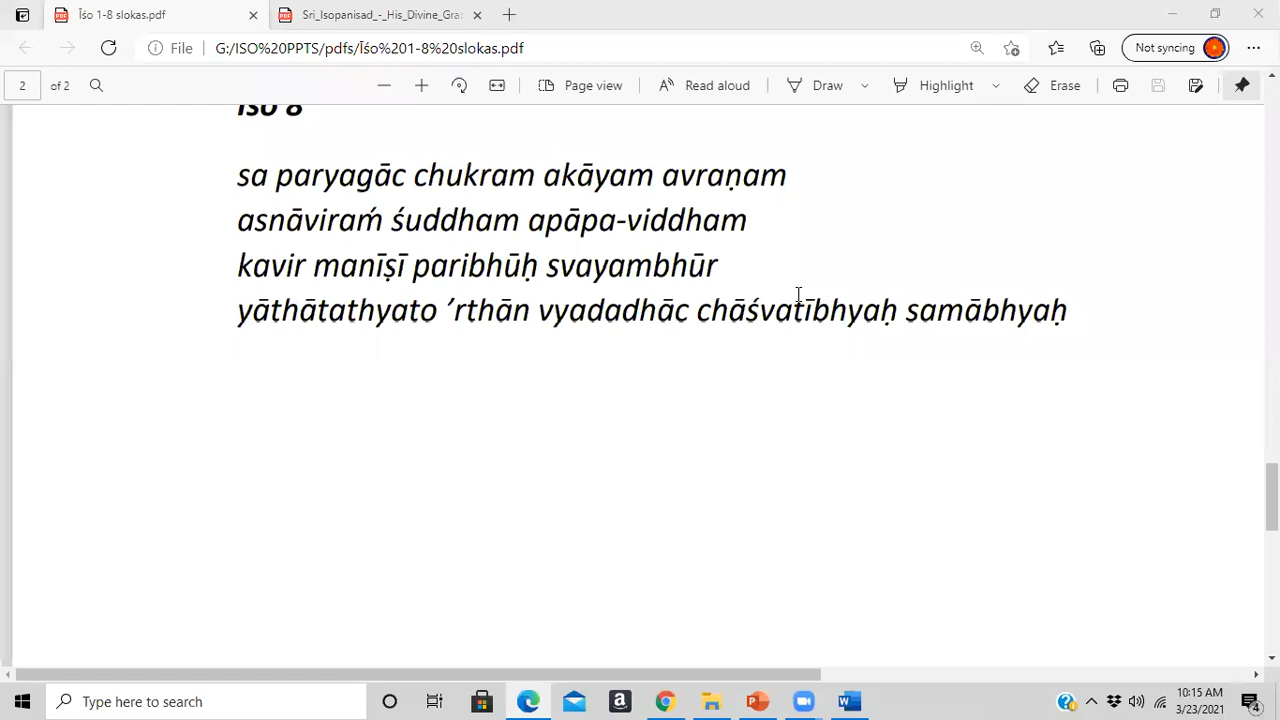 Īśo 1-8 slokas.pdf
Sri_Isopanisad_-_His_Divine_Gra
File
G:/ISO%20PPTS/pdfs/Īśo%201-8%20slokas.pdf
Not syncing
2 of 2
Page view
Read aloud
Draw
Highlight
Erase
Īśo 8
sa paryagāc chukram akāyam avraṇam
asnāviraḿ śuddham apāpa-viddham
kavir manīṣī paribhūḥ svayambhūr
yāthātathyato ’rthān vyadadhāc chāśvatībhyaḥ samābhyaḥ
Type here to search
10:15 AM
3/23/2021
4